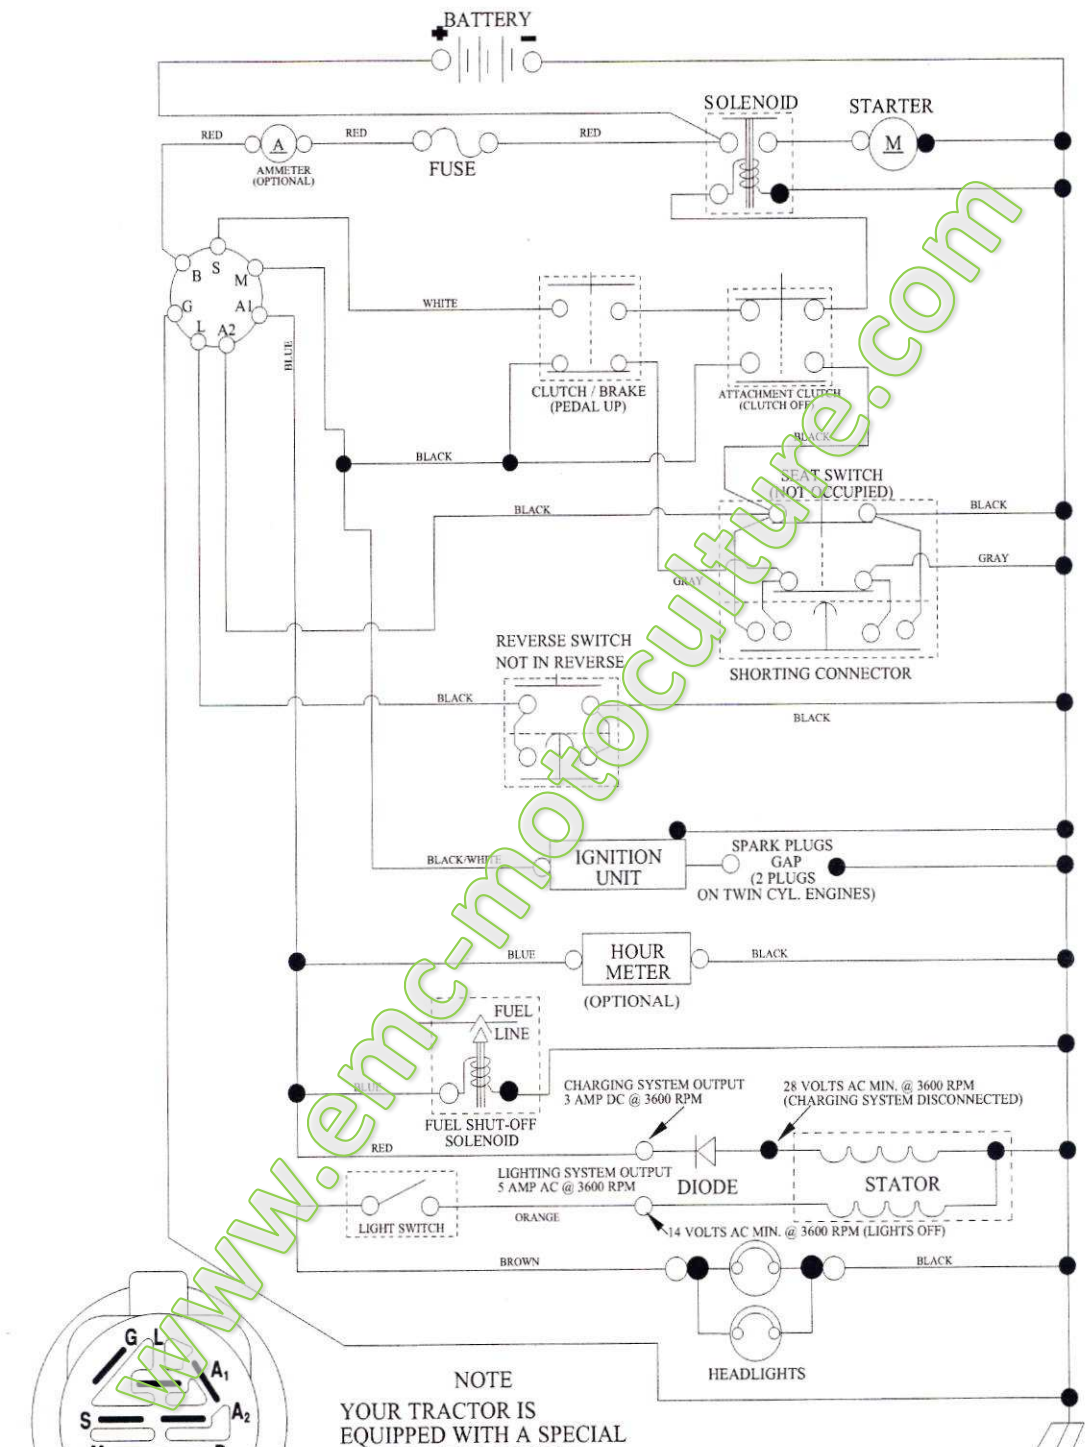 BATTERY
+ -
SOLENOID
STARTER
RED
RED
RED
A
M
AMMETER
(OPTIONAL)
FUSE
B
S
M
G
A1
L
A2
WHITE
BLUE
CLUTCH / BRAKE
(PEDAL UP)
ATTACHMENT CLUTCH
(CLUTCH OFF)
BLACK
BLACK
SEAT SWITCH
(NOT OCCUPIED)
BLACK
BLACK
GRAY
GRAY
REVERSE SWITCH
NOT IN REVERSE
SHORTING CONNECTOR
BLACK
BLACK
BLACK/WHITE
IGNITION
UNIT
SPARK PLUGS
GAP
(2 PLUGS
ON TWIN CYL. ENGINES)
BLUE
HOUR
METER
(OPTIONAL)
BLACK
FUEL
LINE
BLUE
FUEL SHUT-OFF
SOLENOID
CHARGING SYSTEM OUTPUT
3 AMP DC @ 3600 RPM
28 VOLTS AC MIN. @ 3600 RPM
(CHARGING SYSTEM DISCONNECTED)
RED
LIGHTING SYSTEM OUTPUT
5 AMP AC @ 3600 RPM
DIODE
STATOR
LIGHT SWITCH
ORANGE
14 VOLTS AC MIN. @ 3600 RPM (LIGHTS OFF)
BROWN
BLACK
HEADLIGHTS
G
L
A1
A2
S
NOTE
YOUR TRACTOR IS
EQUIPPED WITH A SPECIAL
www.emc-motoculture.com